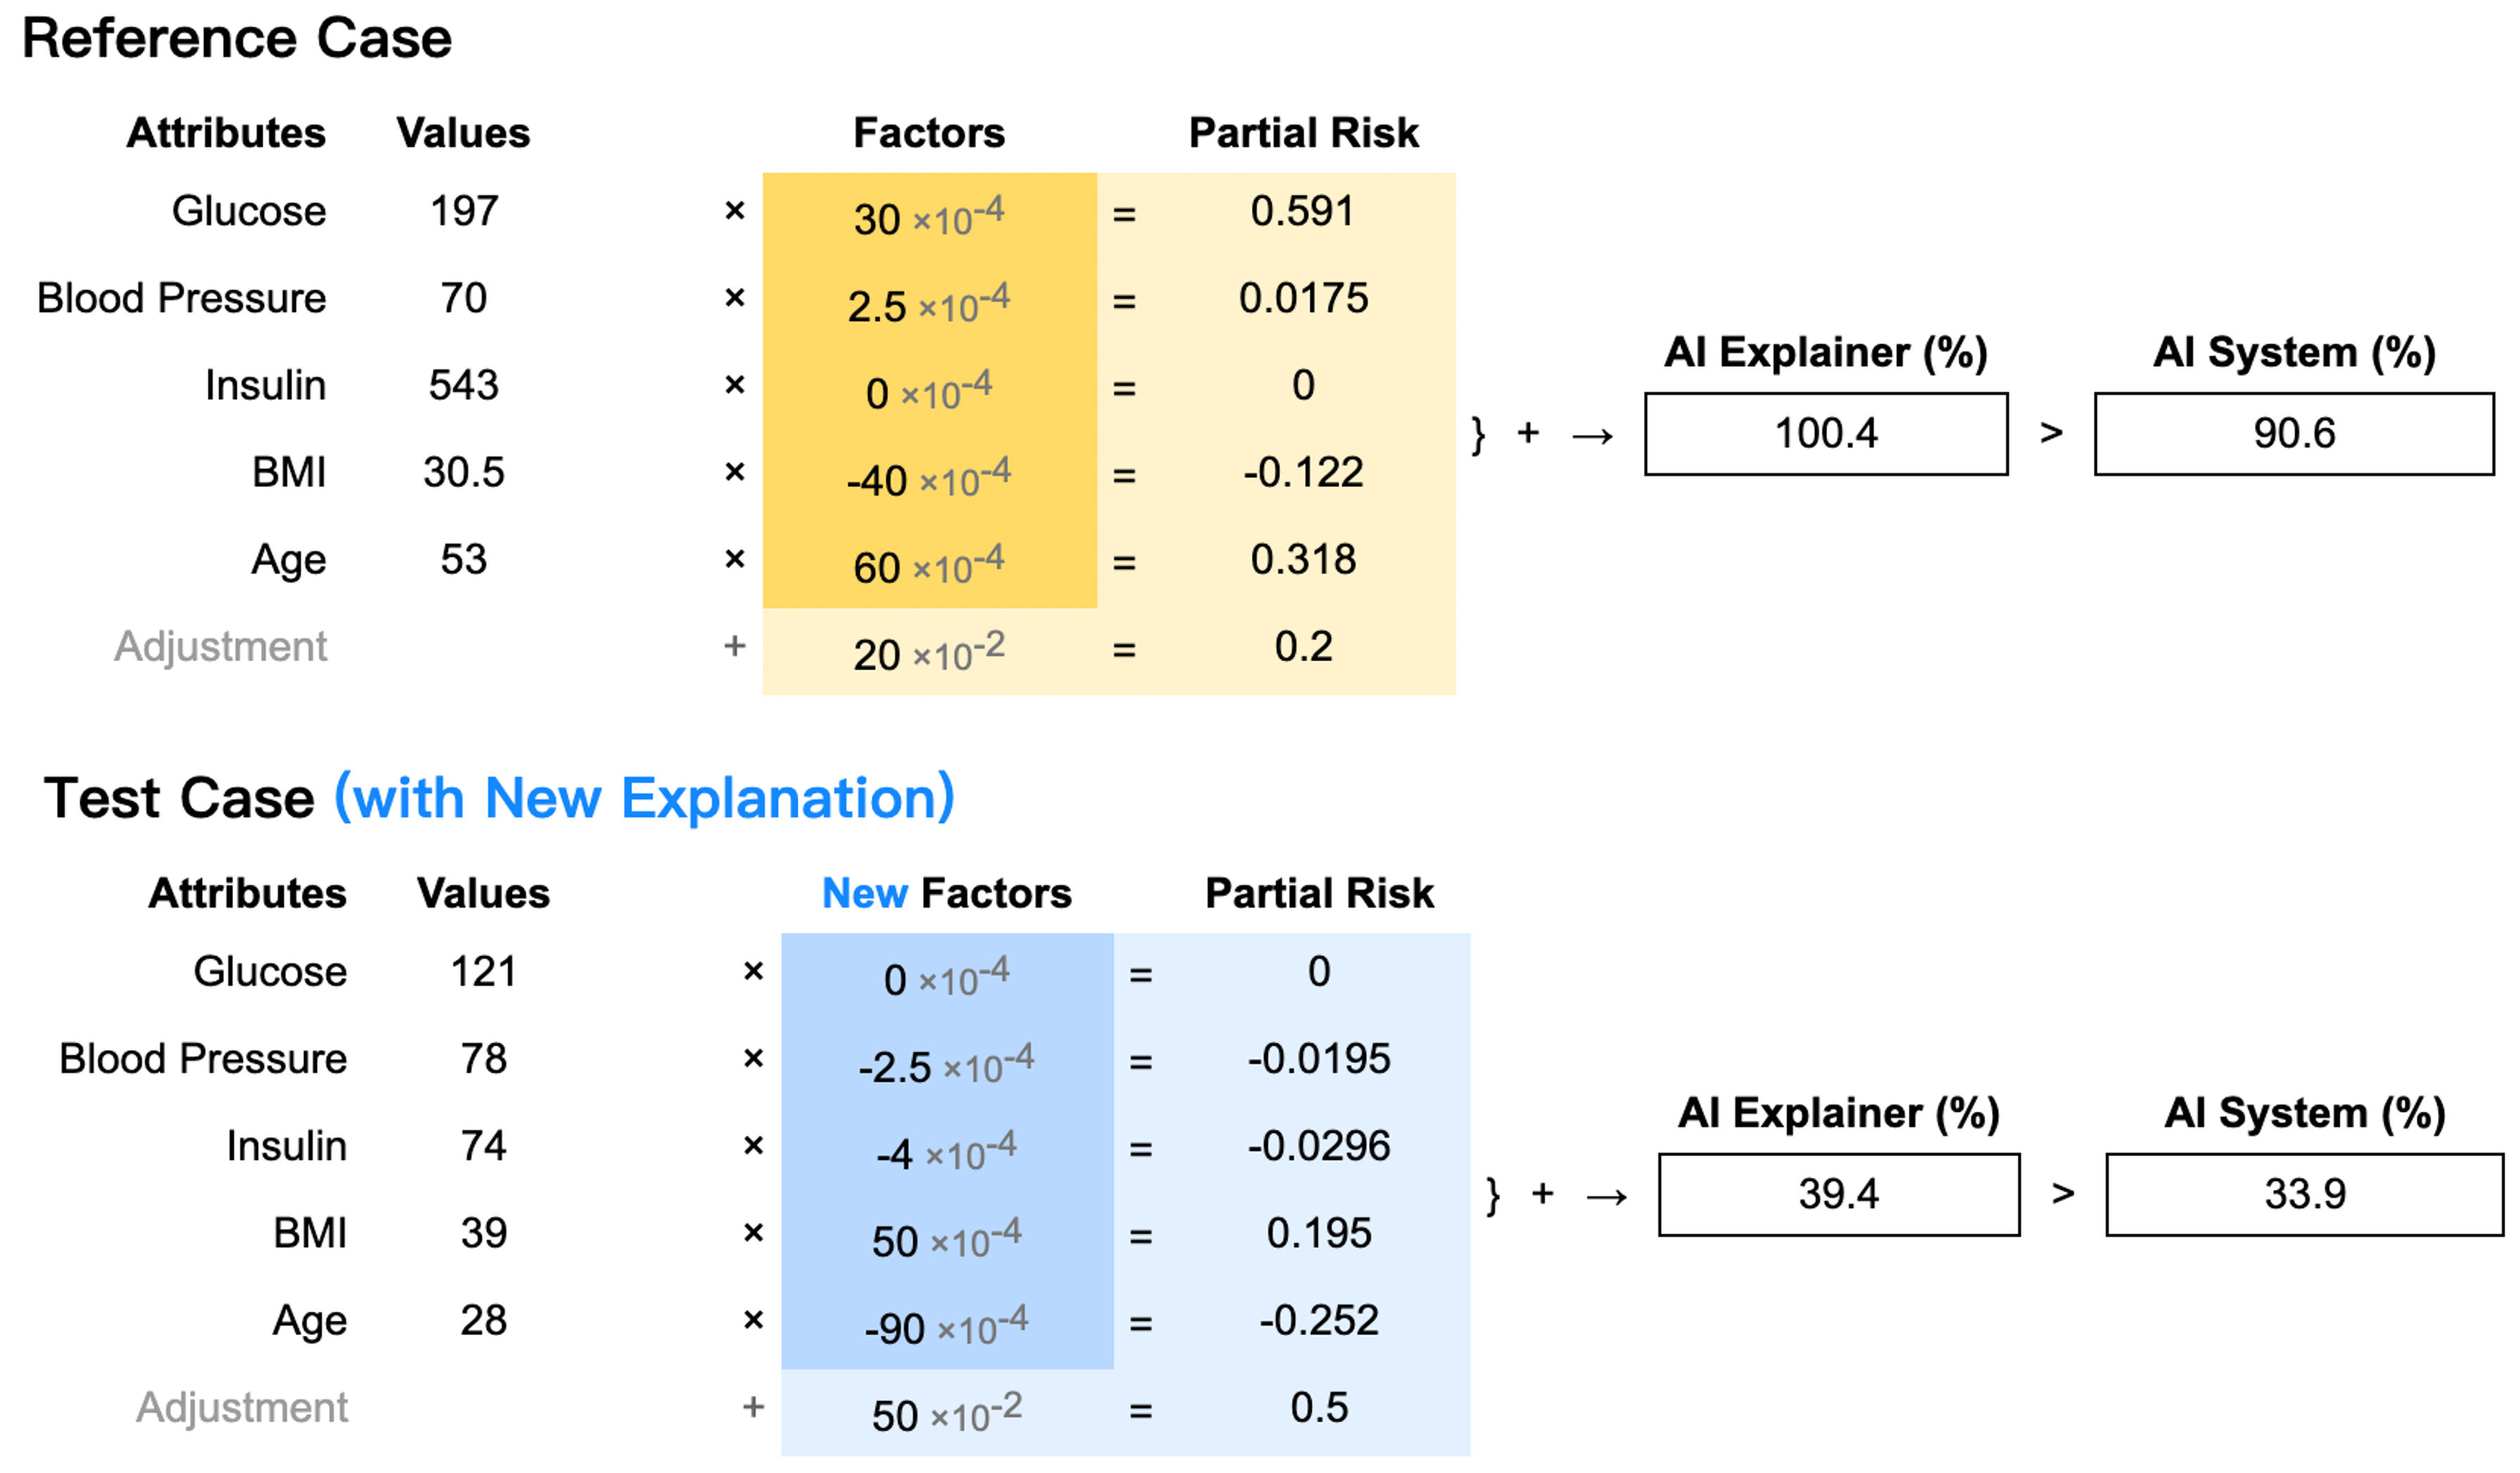 Reference Case
Attributes Values Factors Partial Risk
Glucose 197 × 30 ×10⁻⁴ = 0.591
Blood Pressure 70 × 2.5 ×10⁻⁴ = 0.0175
AI Explainer (%) AI System (%)
Insulin 543 × 0 ×10⁻⁴ = 0
} + → 100.4 > 90.6
BMI 30.5 × -40 ×10⁻⁴ = -0.122
Age 53 × 60 ×10⁻⁴ = 0.318
Adjustment + 20 ×10⁻² = 0.2
Test Case (with New Explanation)
Attributes Values New Factors Partial Risk
Glucose 121 × 0 ×10⁻⁴ = 0
Blood Pressure 78 × -2.5 ×10⁻⁴ = -0.0195
AI Explainer (%) AI System (%)
Insulin 74 × -4 ×10⁻⁴ = -0.0296
} + → 39.4 > 33.9
BMI 39 × 50 ×10⁻⁴ = 0.195
Age 28 × -90 ×10⁻⁴ = -0.252
Adjustment + 50 ×10⁻² = 0.5